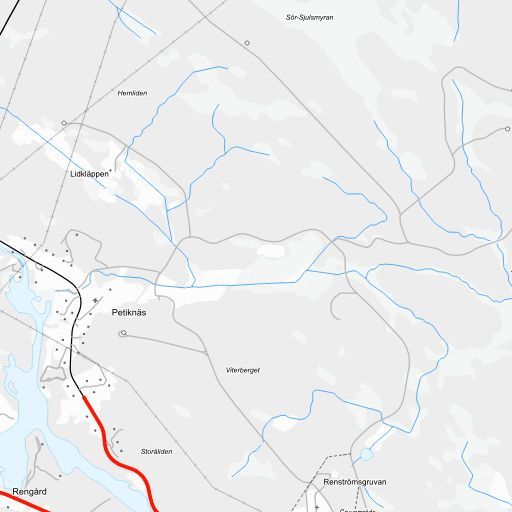 Sör-Sjulsmyran
Hemliden
Lidkläppen
Petiknäs
Viterberget
Storåliden
Renströmsgruvan
Rengård